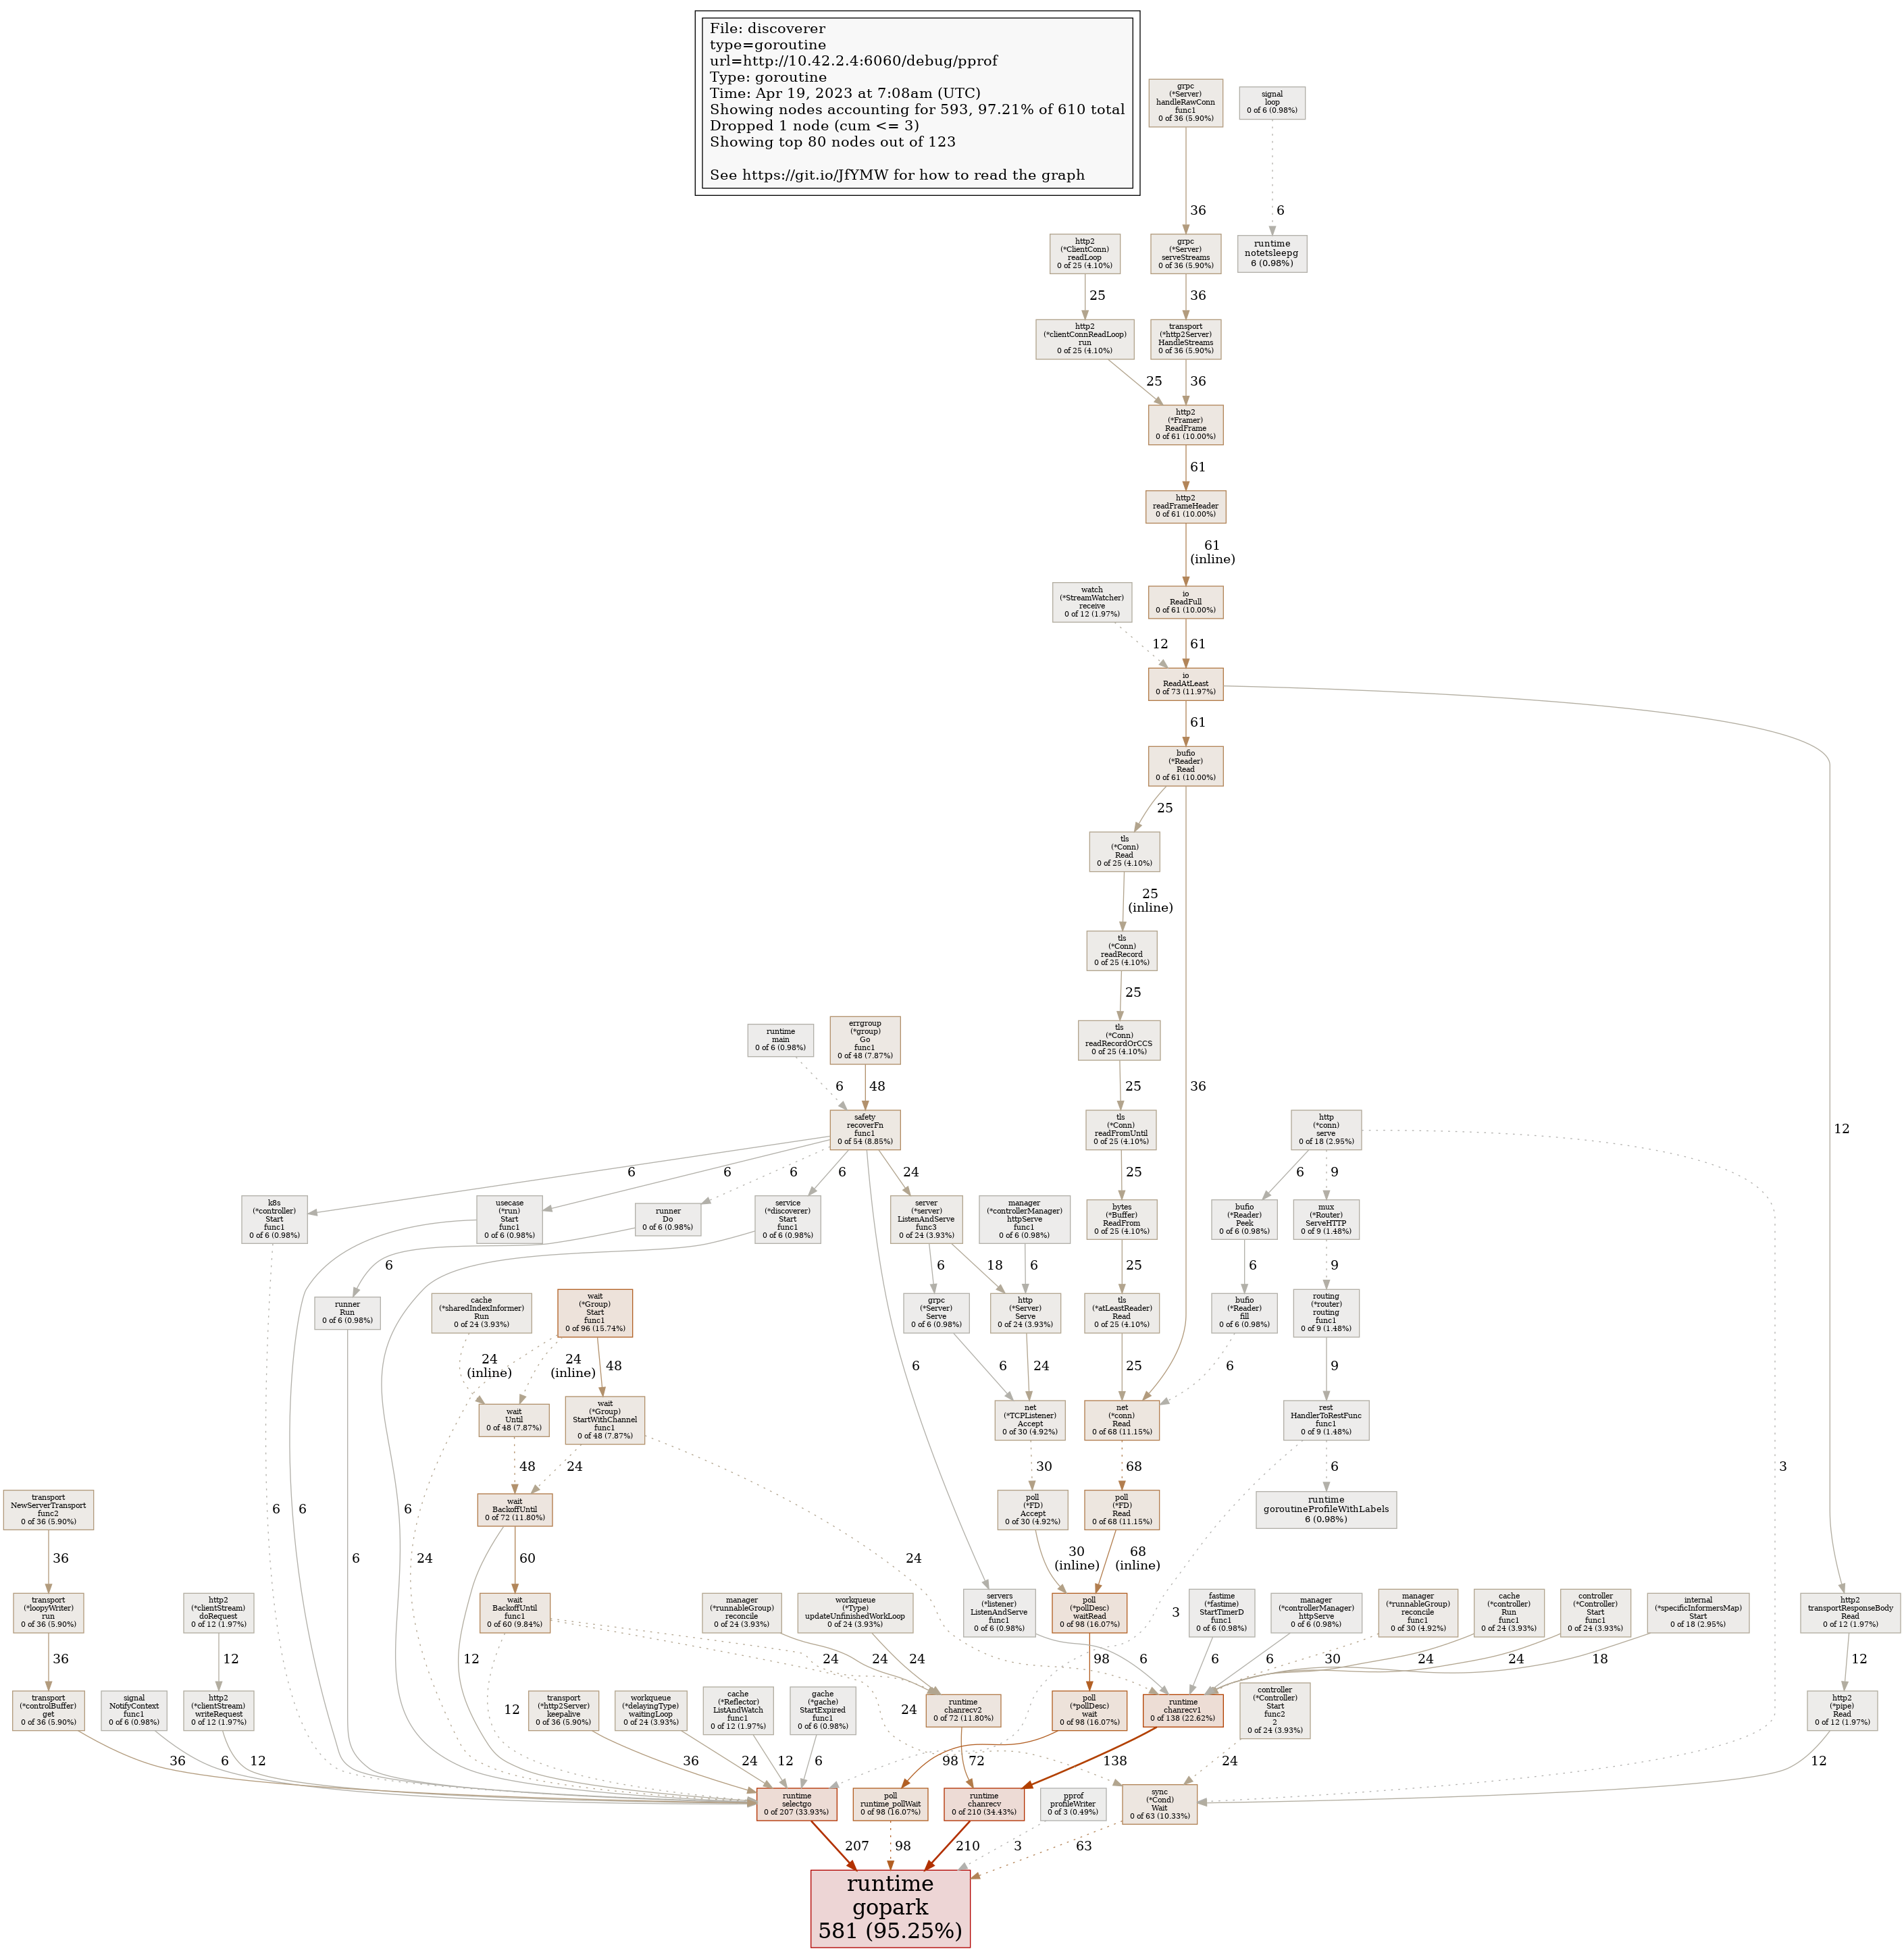 File: discoverer
type=goroutine
url=http://10.42.2.4:6060/debug/pprof
Type: goroutine
Time: Apr 19, 2023 at 7:08am (UTC)
Showing nodes accounting for 593, 97.21% of 610 total
Dropped 1 node (cum <= 3)
Showing top 80 nodes out of 123
See https://git.io/JfYMW for how to read the graph
grpc
(*Server)
handleRawConn
func1
0 of 36 (5.90%)
signal
loop
0 of 6 (0.98%)
36
6
http2
(*ClientConn)
readLoop
0 of 25 (4.10%)
grpc
(*Server)
serveStreams
0 of 36 (5.90%)
runtime
notetsleepg
6 (0.98%)
25
36
http2
(*clientConnReadLoop)
run
0 of 25 (4.10%)
transport
(*http2Server)
HandleStreams
0 of 36 (5.90%)
25
36
http2
(*Framer)
ReadFrame
0 of 61 (10.00%)
61
http2
readFrameHeader
0 of 61 (10.00%)
61
(inline)
watch
(*StreamWatcher)
receive
0 of 12 (1.97%)
io
ReadFull
0 of 61 (10.00%)
12
61
io
ReadAtLeast
0 of 73 (11.97%)
61
12
bufio
(*Reader)
Read
0 of 61 (10.00%)
25
36
tls
(*Conn)
Read
0 of 25 (4.10%)
25
(inline)
tls
(*Conn)
readRecord
0 of 25 (4.10%)
25
runtime
main
0 of 6 (0.98%)
errgroup
(*group)
Go
func1
0 of 48 (7.87%)
tls
(*Conn)
readRecordOrCCS
0 of 25 (4.10%)
6
48
25
safety
recoverFn
func1
0 of 54 (8.85%)
tls
(*Conn)
readFromUntil
0 of 25 (4.10%)
http
(*conn)
serve
0 of 18 (2.95%)
6
6
6
6
24
6
25
6
9
3
k8s
(*controller)
Start
func1
0 of 6 (0.98%)
usecase
(*run)
Start
func1
0 of 6 (0.98%)
runner
Do
0 of 6 (0.98%)
service
(*discoverer)
Start
func1
0 of 6 (0.98%)
server
(*server)
ListenAndServe
func3
0 of 24 (3.93%)
manager
(*controllerManager)
httpServe
func1
0 of 6 (0.98%)
bytes
(*Buffer)
ReadFrom
0 of 25 (4.10%)
bufio
(*Reader)
Peek
0 of 6 (0.98%)
mux
(*Router)
ServeHTTP
0 of 9 (1.48%)
6
6
6
6
6
18
6
25
6
9
runner
Run
0 of 6 (0.98%)
cache
(*sharedIndexInformer)
Run
0 of 24 (3.93%)
wait
(*Group)
Start
func1
0 of 96 (15.74%)
grpc
(*Server)
Serve
0 of 6 (0.98%)
http
(*Server)
Serve
0 of 24 (3.93%)
tls
(*atLeastReader)
Read
0 of 25 (4.10%)
bufio
(*Reader)
fill
0 of 6 (0.98%)
routing
(*router)
routing
func1
0 of 9 (1.48%)
6
24
(inline)
24
(inline)
48
24
6
24
25
6
9
wait
Until
0 of 48 (7.87%)
wait
(*Group)
StartWithChannel
func1
0 of 48 (7.87%)
net
(*TCPListener)
Accept
0 of 30 (4.92%)
net
(*conn)
Read
0 of 68 (11.15%)
rest
HandlerToRestFunc
func1
0 of 9 (1.48%)
48
24
24
30
68
6
3
transport
NewServerTransport
func2
0 of 36 (5.90%)
wait
BackoffUntil
0 of 72 (11.80%)
poll
(*FD)
Accept
0 of 30 (4.92%)
poll
(*FD)
Read
0 of 68 (11.15%)
runtime
goroutineProfileWithLabels
6 (0.98%)
36
60
12
30
(inline)
68
(inline)
transport
(*loopyWriter)
run
0 of 36 (5.90%)
http2
(*clientStream)
doRequest
0 of 12 (1.97%)
wait
BackoffUntil
func1
0 of 60 (9.84%)
manager
(*runnableGroup)
reconcile
0 of 24 (3.93%)
workqueue
(*Type)
updateUnfinishedWorkLoop
0 of 24 (3.93%)
servers
(*listener)
ListenAndServe
func1
0 of 6 (0.98%)
poll
(*pollDesc)
waitRead
0 of 98 (16.07%)
fastime
(*fastime)
StartTimerD
func1
0 of 6 (0.98%)
manager
(*controllerManager)
httpServe
0 of 6 (0.98%)
manager
(*runnableGroup)
reconcile
func1
0 of 30 (4.92%)
cache
(*controller)
Run
func1
0 of 24 (3.93%)
controller
(*Controller)
Start
func1
0 of 24 (3.93%)
internal
(*specificInformersMap)
Start
0 of 18 (2.95%)
http2
transportResponseBody
Read
0 of 12 (1.97%)
36
12
12
24
24
24
24
98
6
6
6
30
24
24
18
12
transport
(*controlBuffer)
get
0 of 36 (5.90%)
signal
NotifyContext
func1
0 of 6 (0.98%)
http2
(*clientStream)
writeRequest
0 of 12 (1.97%)
transport
(*http2Server)
keepalive
0 of 36 (5.90%)
workqueue
(*delayingType)
waitingLoop
0 of 24 (3.93%)
cache
(*Reflector)
ListAndWatch
func1
0 of 12 (1.97%)
gache
(*gache)
StartExpired
func1
0 of 6 (0.98%)
runtime
chanrecv2
0 of 72 (11.80%)
poll
(*pollDesc)
wait
0 of 98 (16.07%)
runtime
chanrecv1
0 of 138 (22.62%)
controller
(*Controller)
Start
func2
2
0 of 24 (3.93%)
http2
(*pipe)
Read
0 of 12 (1.97%)
36
6
12
36
24
12
6
98
72
138
24
12
runtime
selectgo
0 of 207 (33.93%)
poll
runtime_pollWait
0 of 98 (16.07%)
runtime
chanrecv
0 of 210 (34.43%)
pprof
profileWriter
0 of 3 (0.49%)
sync
(*Cond)
Wait
0 of 63 (10.33%)
207
98
210
3
63
runtime
gopark
581 (95.25%)